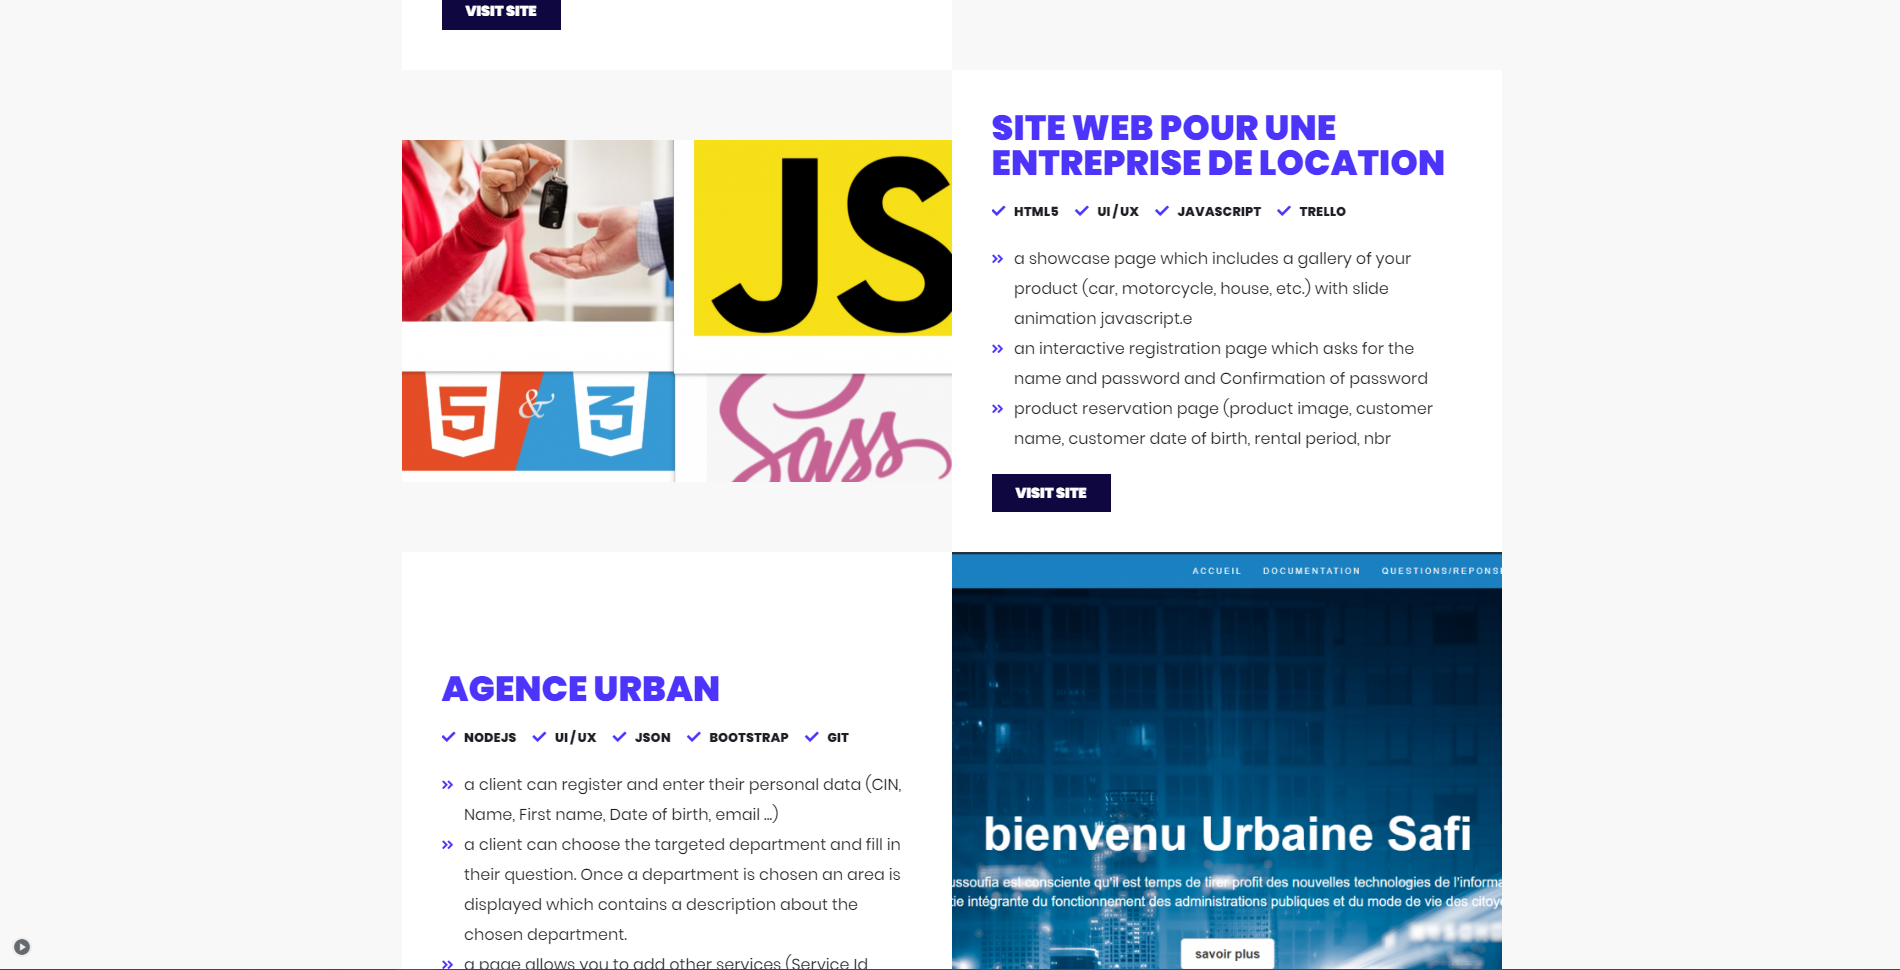 VISIT SITE
JS
5 & 3
Sass
SITE WEB POUR UNE
ENTREPRISE DE LOCATION
HTML5 UI / UX JAVASCRIPT TRELLO
a showcase page which includes a gallery of your
product (car, motorcycle, house, etc.) with slide
animation javascript.e
an interactive registration page which asks for the
name and password and Confirmation of password
product reservation page (product image, customer
name, customer date of birth, rental period, nbr
VISIT SITE
AGENCE URBAN
NODEJS UI / UX JSON BOOTSTRAP GIT
a client can register and enter their personal data (CIN,
Name, First name, Date of birth, email ...)
a client can choose the targeted department and fill in
their question. Once a department is chosen an area is
displayed which contains a description about the
chosen department.
a page allows you to add other services (Service Id
ACCUEIL DOCUMENTATION QUESTIONS/REPONSE
bienvenu Urbaine Safi
ussoufia est consciente qu'il est temps de tirer profit des nouvelles technologies de l'informa
tie intégrante du fonctionnement des administrations publiques et du mode de vie des citoye
savoir plus